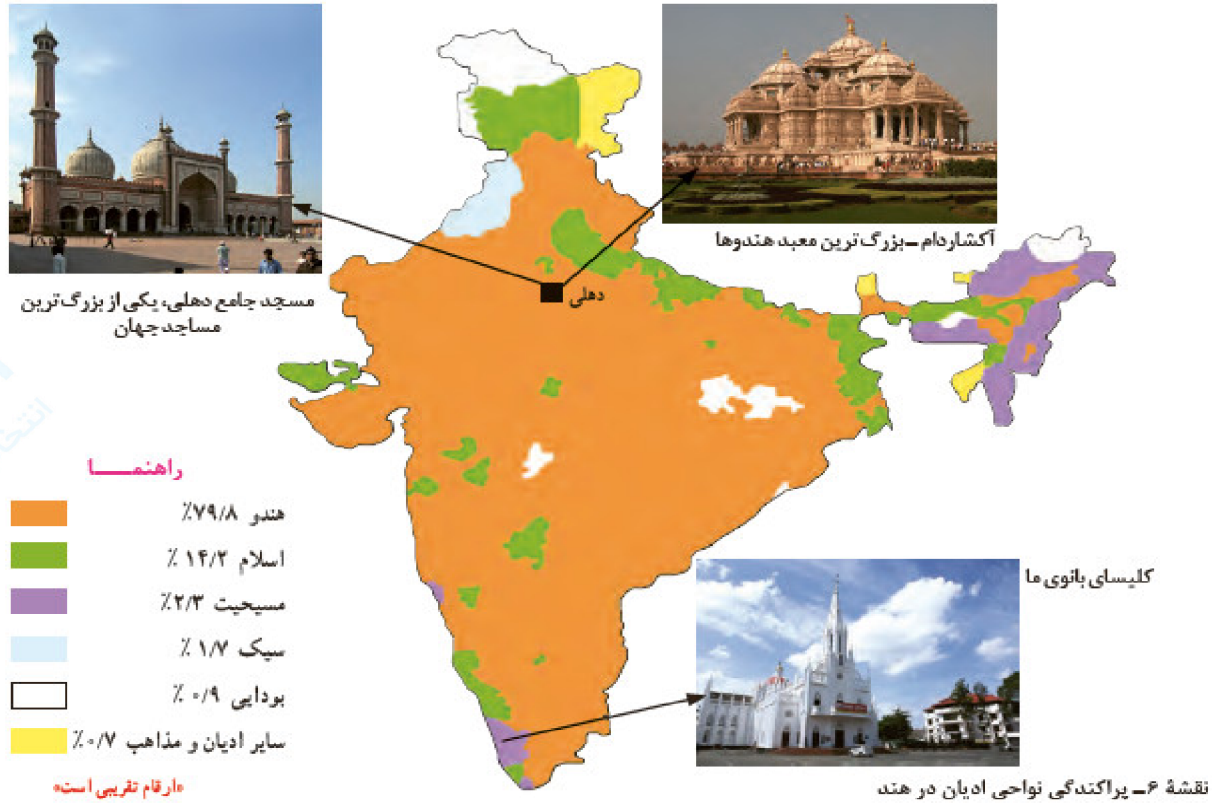 آکشاردام ـ بزرگ ترین معبد هندوها
مسجد جامع دهلی، یکی از بزرگ ترین
مساجد جهان
دهلی
راهنمـــــا
هندو ۷۹/۸٪
اسلام ۱۴/۲ ٪
مسیحیت ۲/۳٪
سیک ۱/۷ ٪
بودایی ۰/۹ ٪
سایر ادیان و مذاهب ۰/۷٪
«ارقام تقریبی است»
کلیسای بانوی ما
نقشهٔ ۶ـ پراکندگی نواحی ادیان در هند